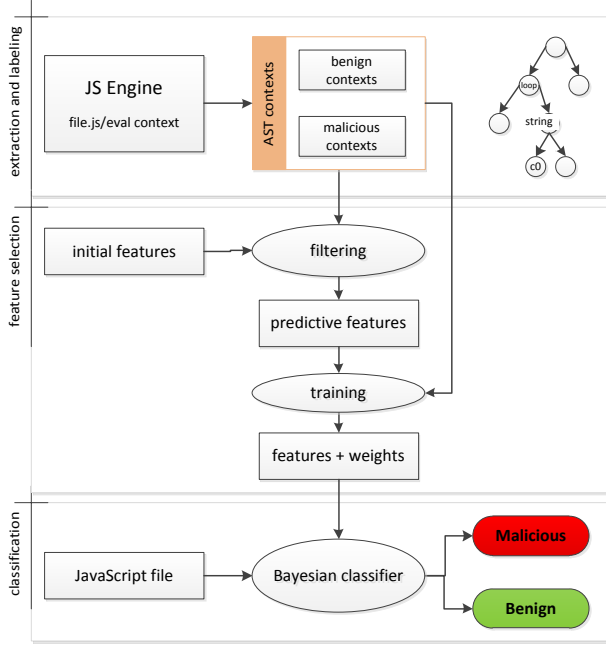 extraction and labeling
JS Engine
file.js/eval context
AST contexts
benign
contexts
malicious
contexts
loop
string
c0
feature selection
initial features
filtering
predictive features
training
features + weights
classification
JavaScript file
Bayesian classifier
Malicious
Benign